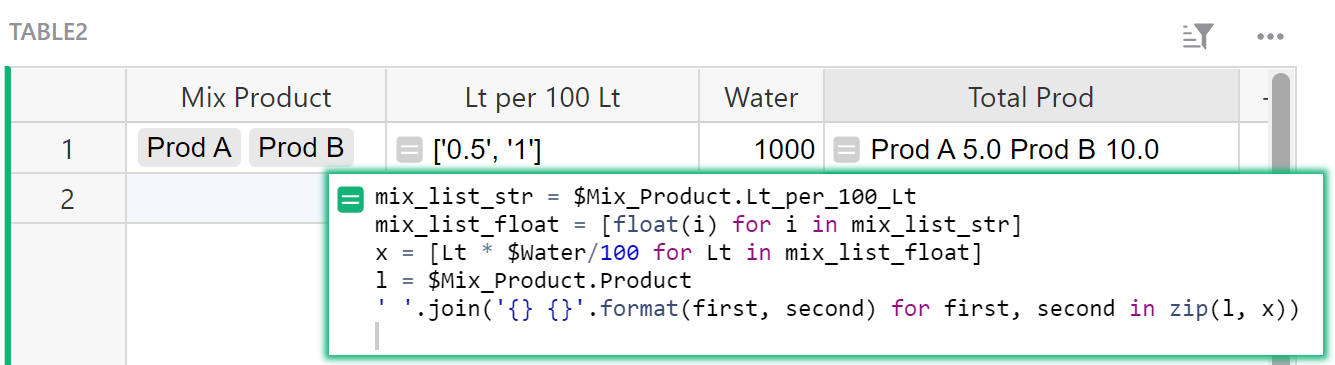 TABLE2
Mix Product Lt per 100 Lt Water Total Prod
1 Prod A Prod B = ['0.5', '1'] 1000 = Prod A 5.0 Prod B 10.0
2
= mix_list_str = $Mix_Product.Lt_per_100_Lt
mix_list_float = [float(i) for i in mix_list_str]
x = [Lt * $Water/100 for Lt in mix_list_float]
l = $Mix_Product.Product
' '.join('{} {}'.format(first, second) for first, second in zip(l, x))